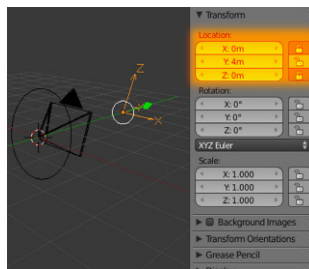 ▼ Transform
Location:
X: 0m
Y: 4m
Z: 0m
Rotation:
X: 0°
Y: 0°
Z: 0°
XYZ Euler
Scale:
X: 1.000
Y: 1.000
Z: 1.000
Background Images
Transform Orientations
Grease Pencil
Z
X